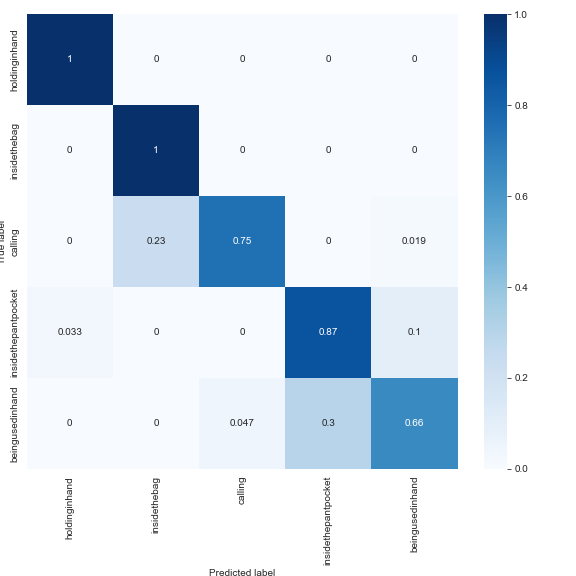 holdinginhand 1 0 0 0 0
insidethebag 0 1 0 0 0
True label
calling 0 0.23 0.75 0 0.019
insidethepantpocket 0.033 0 0 0.87 0.1
beingusedinhand 0 0 0.047 0.3 0.66
holdinginhand insidethebag calling insidethepantpocket beingusedinhand
Predicted label
1.0
0.8
0.6
0.4
0.2
0.0